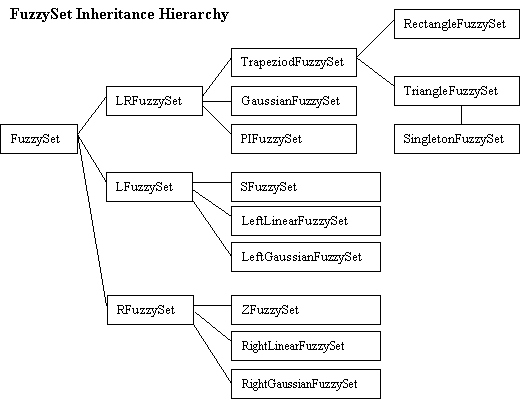 FuzzySet Inheritance Hierarchy
RectangleFuzzySet
TrapeziodFuzzySet
TriangleFuzzySet
LRFuzzySet
GaussianFuzzySet
FuzzySet
PIFuzzySet
SingletonFuzzySet
LFuzzySet
SFuzzySet
LeftLinearFuzzySet
LeftGaussianFuzzySet
RFuzzySet
ZFuzzySet
RightLinearFuzzySet
RightGaussianFuzzySet